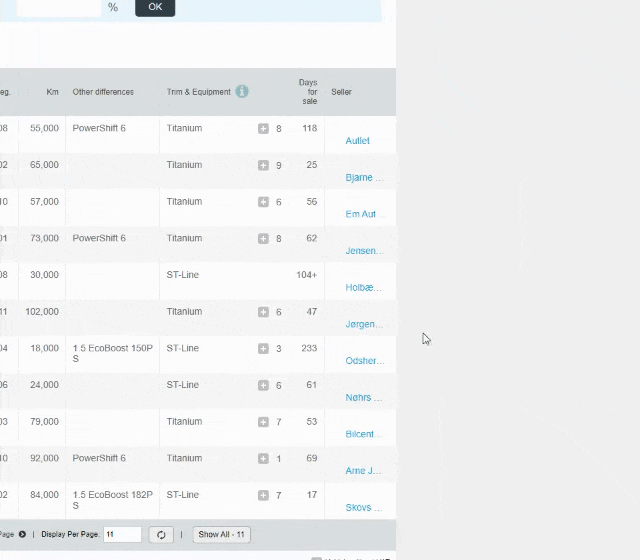 % OK
eg. Km Other differences Trim & Equipment i Days for sale Seller
08 55,000 PowerShift 6 Titanium + 8 118 Autlet
02 65,000 Titanium + 9 25 Bjarne ...
10 57,000 Titanium + 6 56 Em Aut
01 73,000 PowerShift 6 Titanium + 8 62 Jensen...
08 30,000 ST-Line 104+ Holbæ...
11 102,000 Titanium + 6 47 Jørgen...
04 18,000 1.5 EcoBoost 150P S ST-Line + 3 233 Odsher...
06 24,000 ST-Line + 6 61 Nøhrs ...
03 79,000 Titanium + 7 53 Bilcent...
10 92,000 PowerShift 6 Titanium + 1 69 Arne J...
02 84,000 1.5 EcoBoost 182P S ST-Line + 7 17 Skovs ...
Page | Display Per Page: 11 | Show All - 11